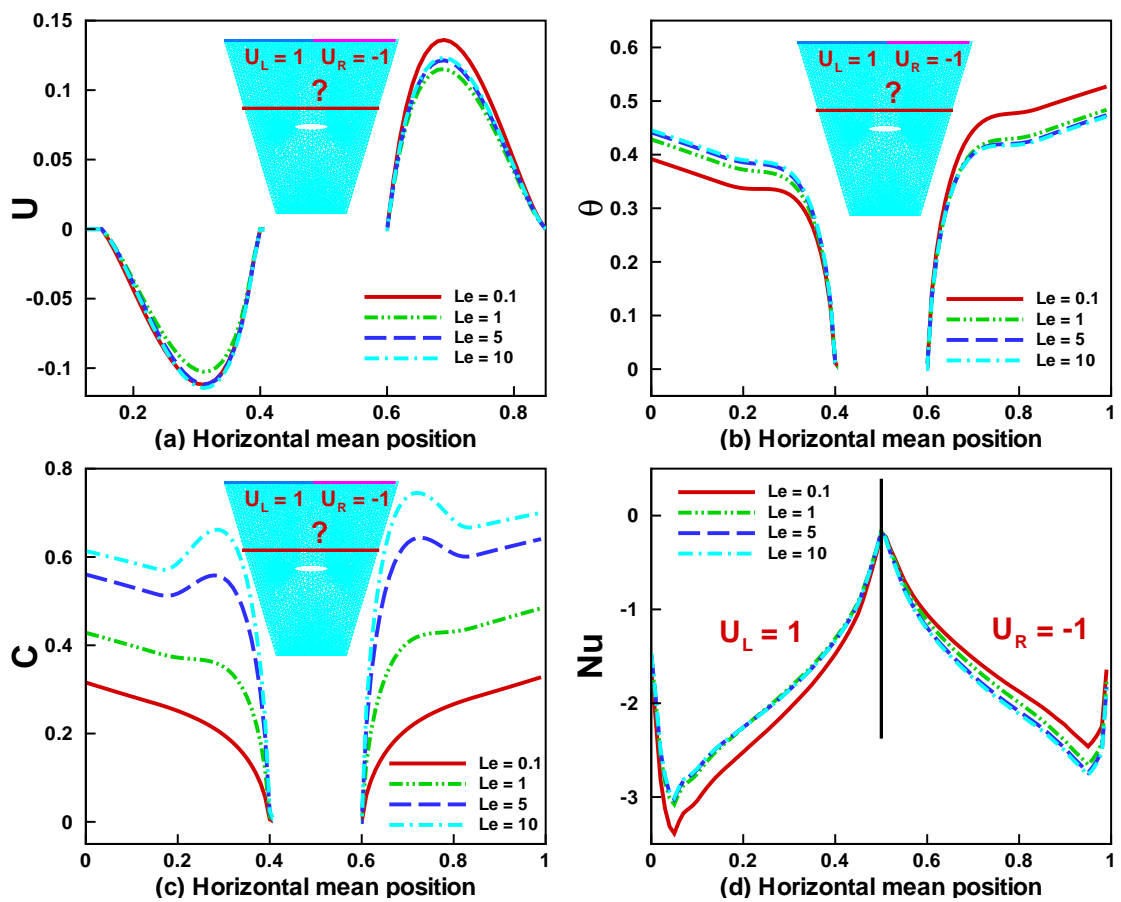 0.15
0.1
0.05
0
-0.05
-0.1
U
U_L = 1 U_R = -1
?
Le = 0.1
Le = 1
Le = 5
Le = 10
0.2 0.4 0.6 0.8
(a) Horizontal mean position
0.6
0.5
0.4
0.3
0.2
0.1
0
θ
U_L = 1 U_R = -1
?
Le = 0.1
Le = 1
Le = 5
Le = 10
0 0.2 0.4 0.6 0.8 1
(b) Horizontal mean position
0.8
0.6
0.4
0.2
0
C
U_L = 1 U_R = -1
?
Le = 0.1
Le = 1
Le = 5
Le = 10
0 0.2 0.4 0.6 0.8 1
(c) Horizontal mean position
0
-1
-2
-3
Nu
Le = 0.1
Le = 1
Le = 5
Le = 10
U_L = 1
U_R = -1
0 0.2 0.4 0.6 0.8 1
(d) Horizontal mean position